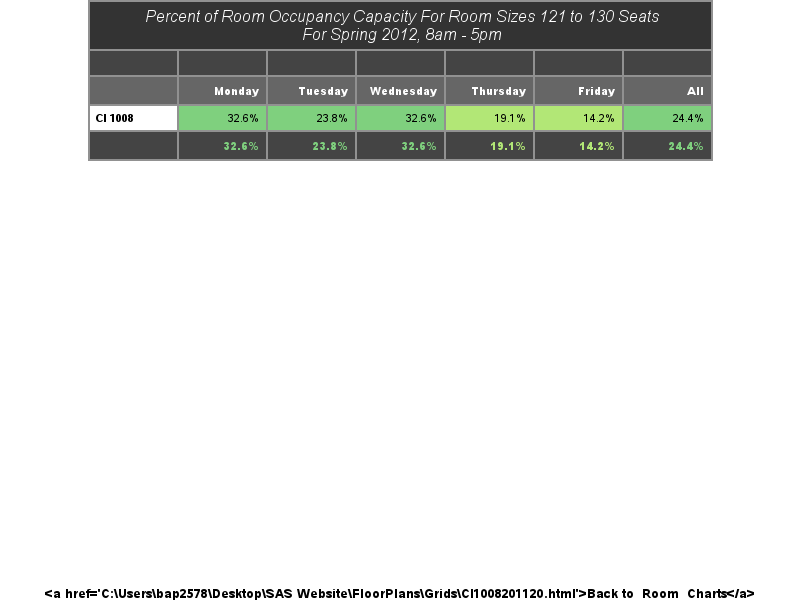 Percent of Room Occupancy Capacity For Room Sizes 121 to 130 Seats
For Spring 2012, 8am - 5pm
Monday Tuesday Wednesday Thursday Friday All
CI 1008 32.6% 23.8% 32.6% 19.1% 14.2% 24.4%
32.6% 23.8% 32.6% 19.1% 14.2% 24.4%
<a href='C:\Users\bap2578\Desktop\SAS Website\FloorPlans\Grids\CI1008201120.html'>Back to Room Charts</a>